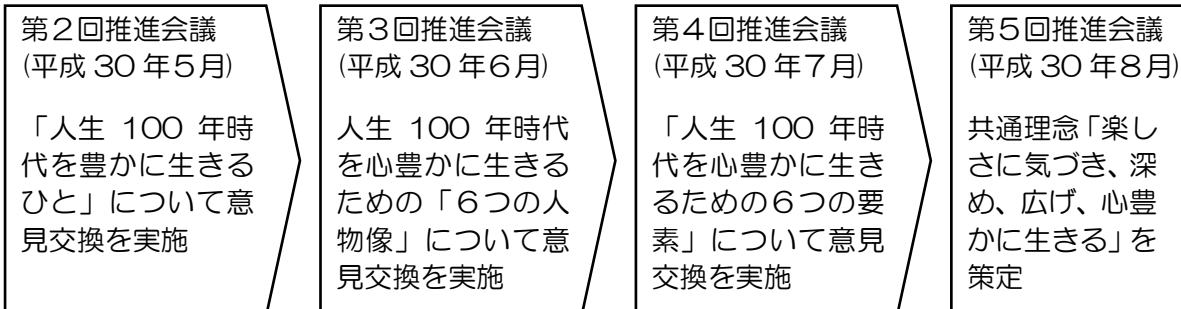 第２回推進会議
(平成 30 年５月)
「人生 100 年時
代を豊かに生きる
ひと」について意
見交換を実施
第３回推進会議
(平成 30 年６月)
人生 100 年時代
を心豊かに生きる
ための「６つの人
物像」について意
見交換を実施
第４回推進会議
(平成 30 年７月)
「人生 100 年時
代を心豊かに生き
るための６つの要
素」について意見
交換を実施
第５回推進会議
(平成 30 年８月)
共通理念「楽し
さに気づき、深
め、広げ、心豊
かに生きる」を
策定